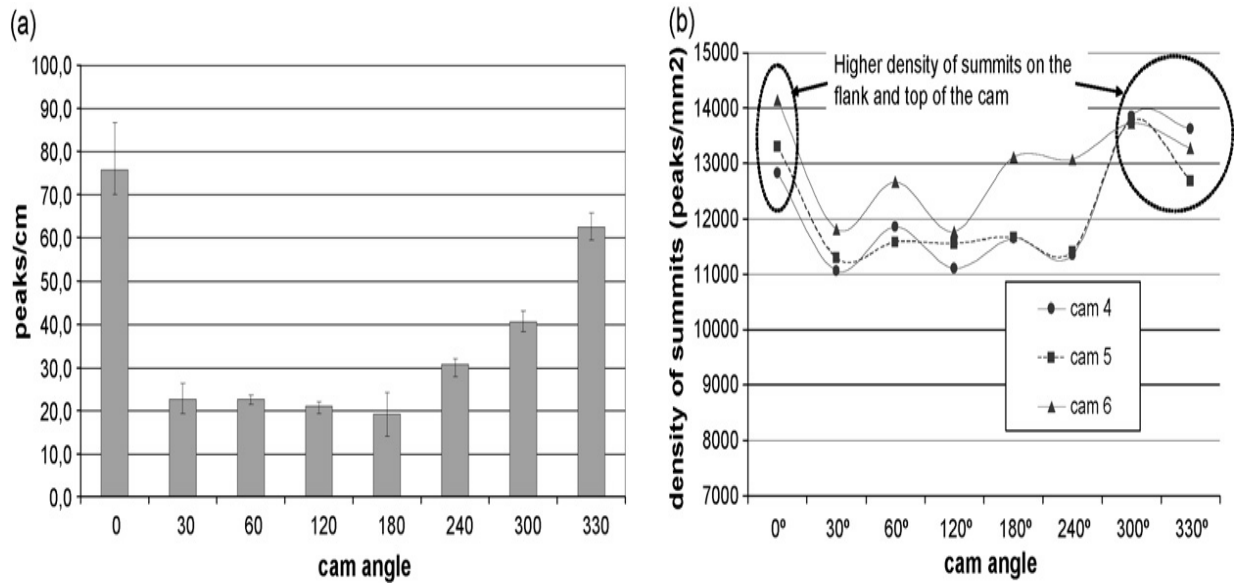 (a)
100,0
90,0
80,0
70,0
60,0
50,0
40,0
30,0
20,0
10,0
0,0
peaks/cm
0 30 60 120 180 240 300 330
cam angle
(b)
15000
14000
13000
12000
11000
10000
9000
8000
7000
density of summits (peaks/mm2)
Higher density of summits on the
flank and top of the cam
cam 4
cam 5
cam 6
0º 30º 60º 120º 180º 240º 300º 330º
cam angle